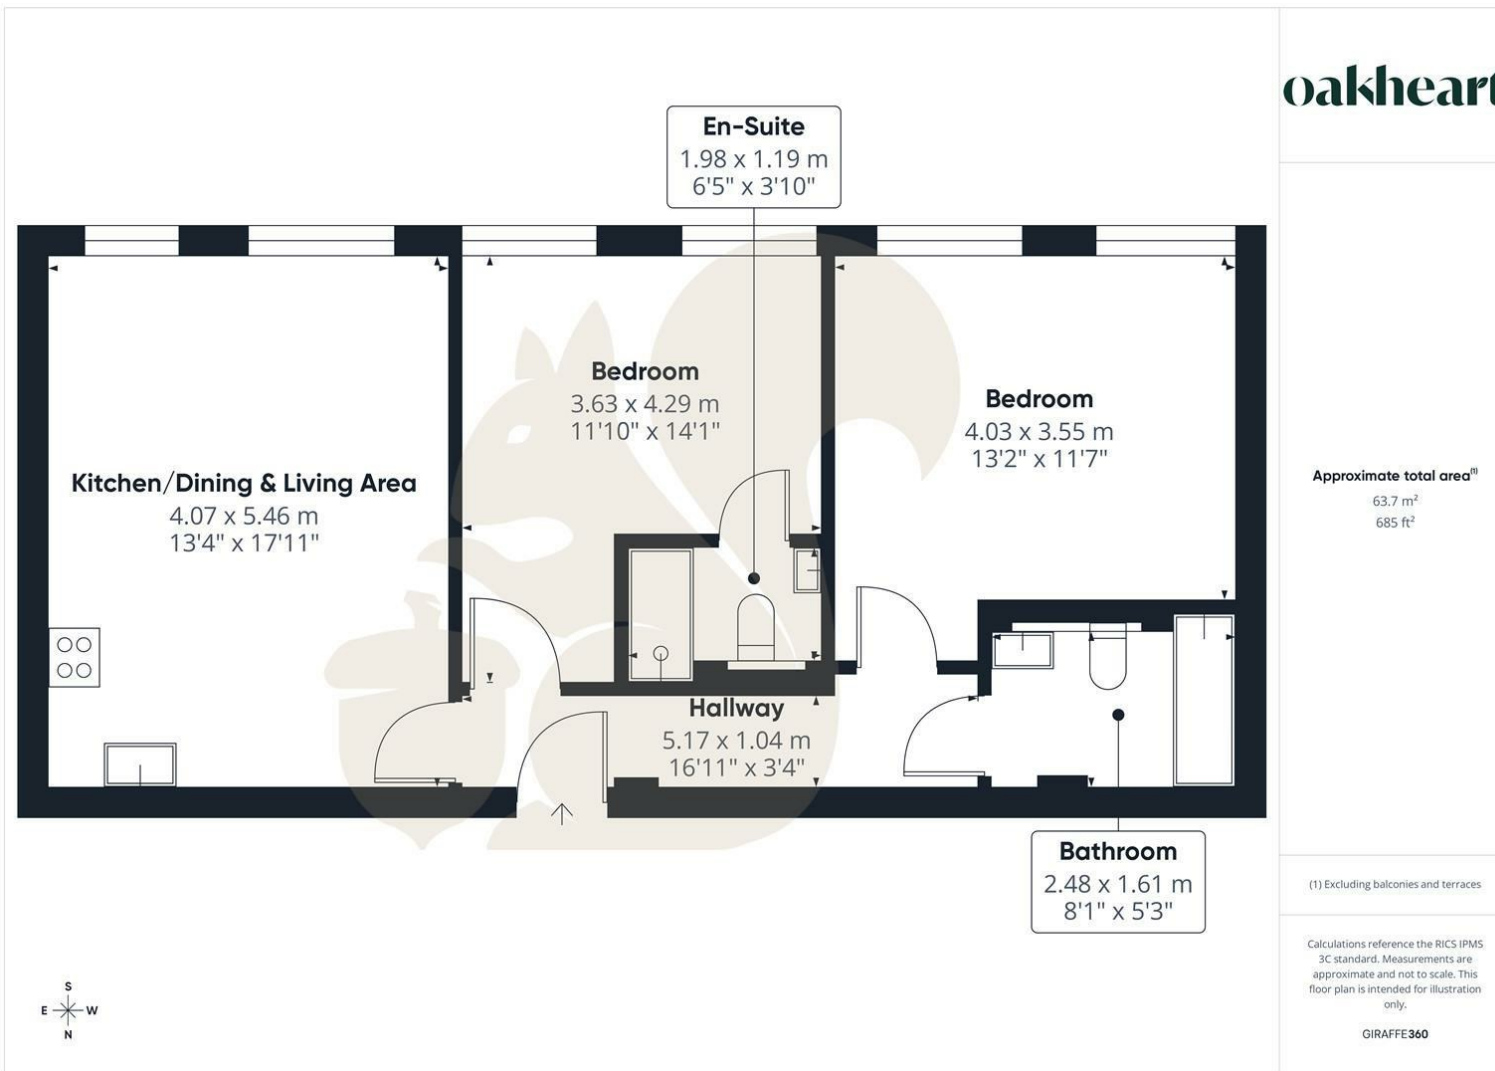 oakheart
En-Suite
1.98 x 1.19 m
6'5" x 3'10"
Bedroom
3.63 x 4.29 m
11'10" x 14'1"
Bedroom
4.03 x 3.55 m
13'2" x 11'7"
Kitchen/Dining & Living Area
4.07 x 5.46 m
13'4" x 17'11"
Hallway
5.17 x 1.04 m
16'11" x 3'4"
Bathroom
2.48 x 1.61 m
8'1" x 5'3"
S
E W
N
Approximate total area(1)
63.7 m²
685 ft²
(1) Excluding balconies and terraces
Calculations reference the RICS IPMS
3C standard. Measurements are
approximate and not to scale. This
floor plan is intended for illustration
only.
GIRAFFE360